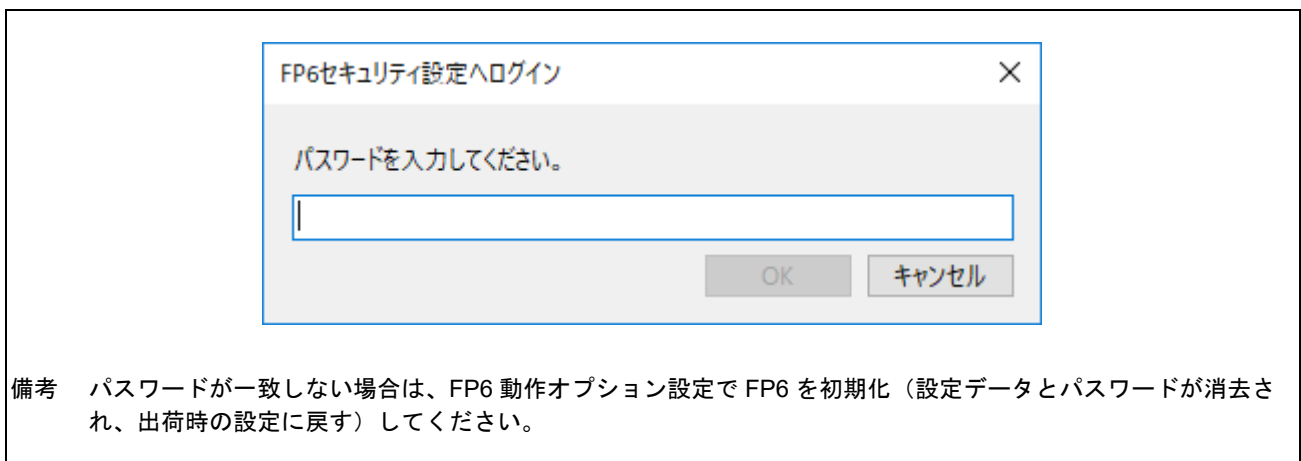 FP6セキュリティ設定へログイン
パスワードを入力してください。
OK
キャンセル
備考 パスワードが一致しない場合は、FP6 動作オプション設定で FP6 を初期化（設定データとパスワードが消去さ
れ、出荷時の設定に戻す）してください。